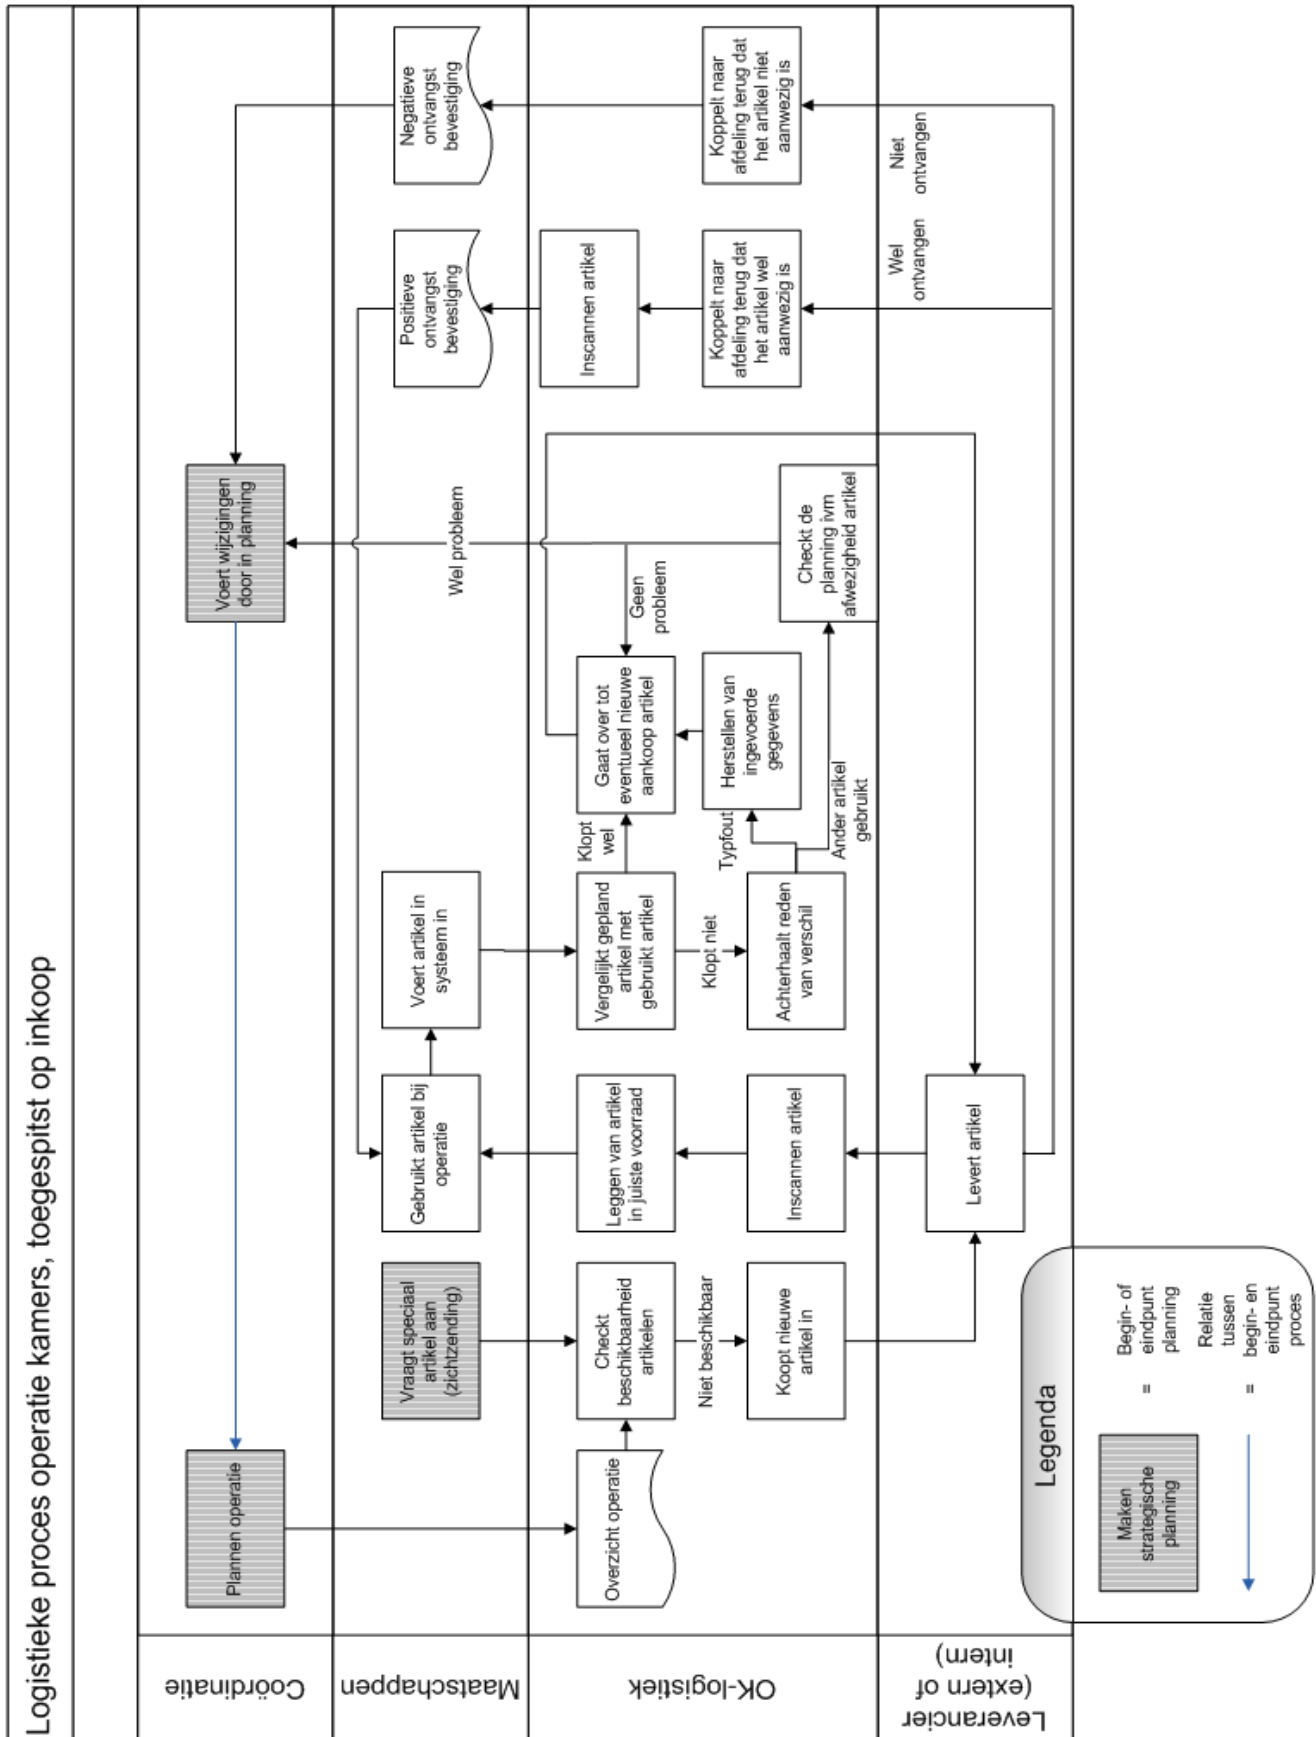 Logistieke proces operatie kamers, toegespitst op inkoop
Coördinatie
Plannen operatie
Voert wijzigingen
door in planning
Maatschappen
Vraagt speciaal
artikel aan
(zichtzending)
Gebruikt artikel bij
operatie
Voert artikel in
systeem in
Wel probleem
Positieve
ontvangst
bevestiging
Negatieve
ontvangst
bevestiging
OK-logistiek
Overzicht operatie
Checkt
beschikbaarheid
artikelen
Niet beschikbaar
Koopt nieuwe
artikel in
Leggen van artikel
in juiste voorraad
Inscannen artikel
Vergelijkt gepland
artikel met
gebruikt artikel
Klopt
wel
Klopt niet
Achterhaalt reden
van verschil
Typfout
Ander artikel
gebruikt
Gaat over tot
eventueel nieuwe
aankoop artikel
Geen
probleem
Herstellen van
ingevoerde
gegevens
Checkt de
planning ivm
afwezigheid artikel
Inscannen artikel
Koppelt naar
afdeling terug dat
het artikel wel
aanwezig is
Koppelt naar
afdeling terug dat
het artikel niet
aanwezig is
Leverancier
(extern of
intern)
Levert artikel
Wel
ontvangen
Niet
ontvangen
Legenda
Maken
strategische
planning
=
Begin- of
eindpunt
planning
=
Relatie
tussen
begin- en
eindpunt
proces